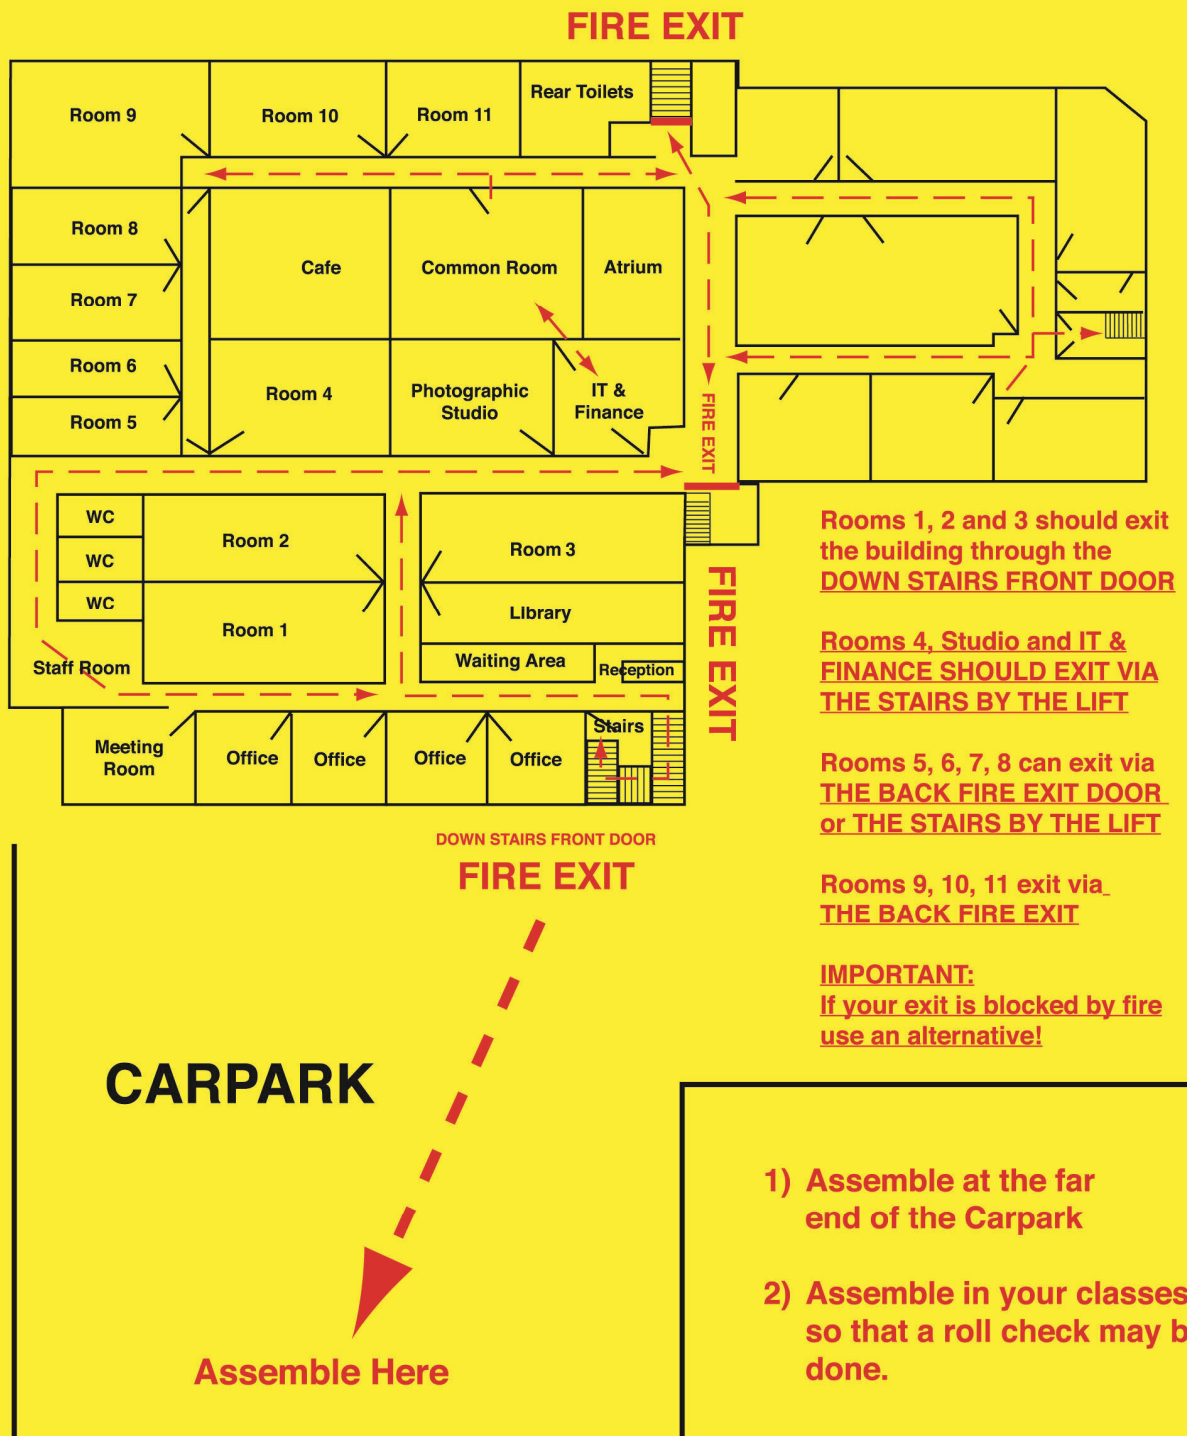 FIRE EXIT
Room 9
Room 10
Room 11
Rear Toilets
Room 8
Room 7
Room 6
Room 5
Cafe
Common Room
Atrium
Room 4
Photographic
Studio
IT &
Finance
FIRE EXIT
WC
WC
WC
Room 2
Room 1
Room 3
Library
Waiting Area
Reception
Staff Room
Stairs
Meeting
Room
Office
Office
Office
Office
FIRE EXIT
DOWN STAIRS FRONT DOOR
FIRE EXIT
Rooms 1, 2 and 3 should exit
the building through the
DOWN STAIRS FRONT DOOR
Rooms 4, Studio and IT &
FINANCE SHOULD EXIT VIA
THE STAIRS BY THE LIFT
Rooms 5, 6, 7, 8 can exit via
THE BACK FIRE EXIT DOOR
or THE STAIRS BY THE LIFT
Rooms 9, 10, 11 exit via
THE BACK FIRE EXIT
IMPORTANT:
If your exit is blocked by fire
use an alternative!
CARPARK
Assemble Here
1) Assemble at the far
end of the Carpark
2) Assemble in your classes
so that a roll check may b
done.